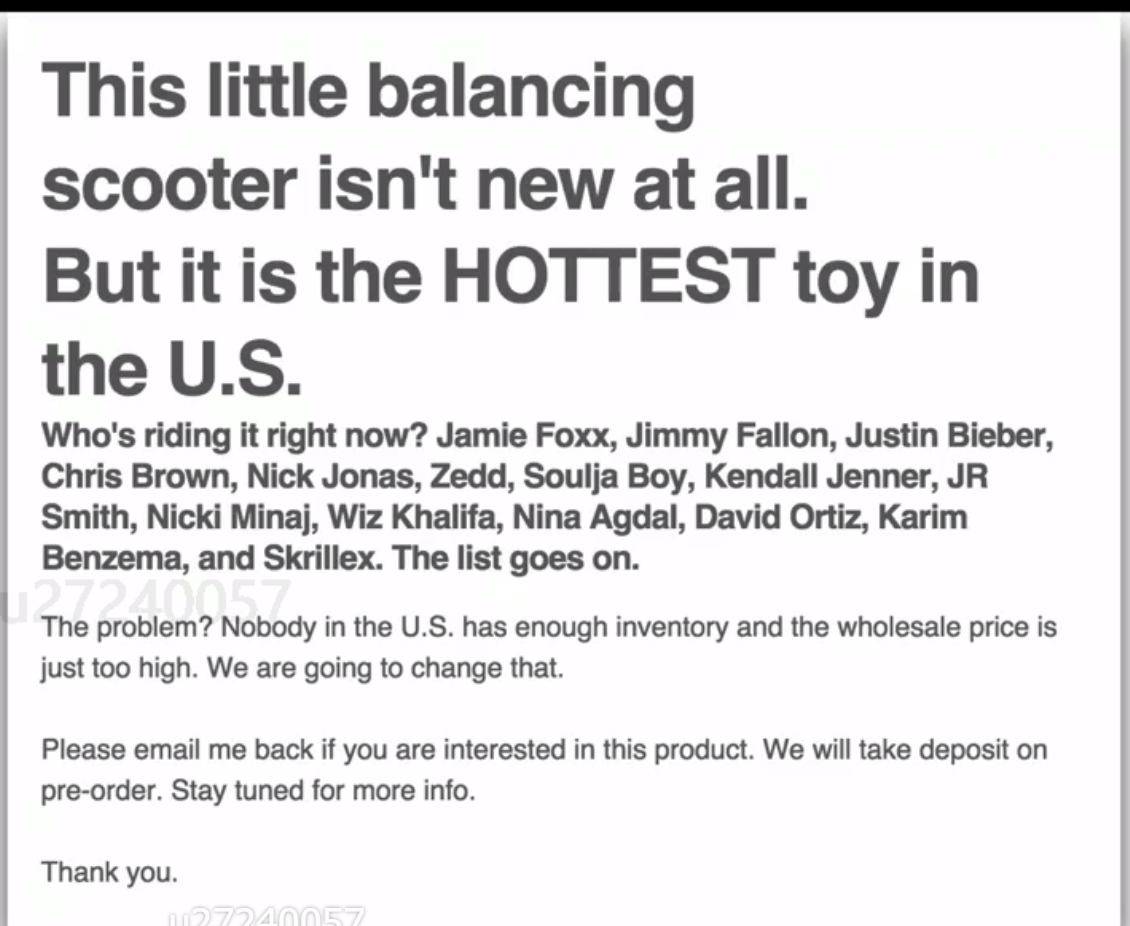 This little balancing
scooter isn't new at all.
But it is the HOTTEST toy in
the U.S.
Who's riding it right now? Jamie Foxx, Jimmy Fallon, Justin Bieber,
Chris Brown, Nick Jonas, Zedd, Soulja Boy, Kendall Jenner, JR
Smith, Nicki Minaj, Wiz Khalifa, Nina Agdal, David Ortiz, Karim
Benzema, and Skrillex. The list goes on.
u27240057
The problem? Nobody in the U.S. has enough inventory and the wholesale price is
just too high. We are going to change that.
Please email me back if you are interested in this product. We will take deposit on
pre-order. Stay tuned for more info.
Thank you.
u27240057